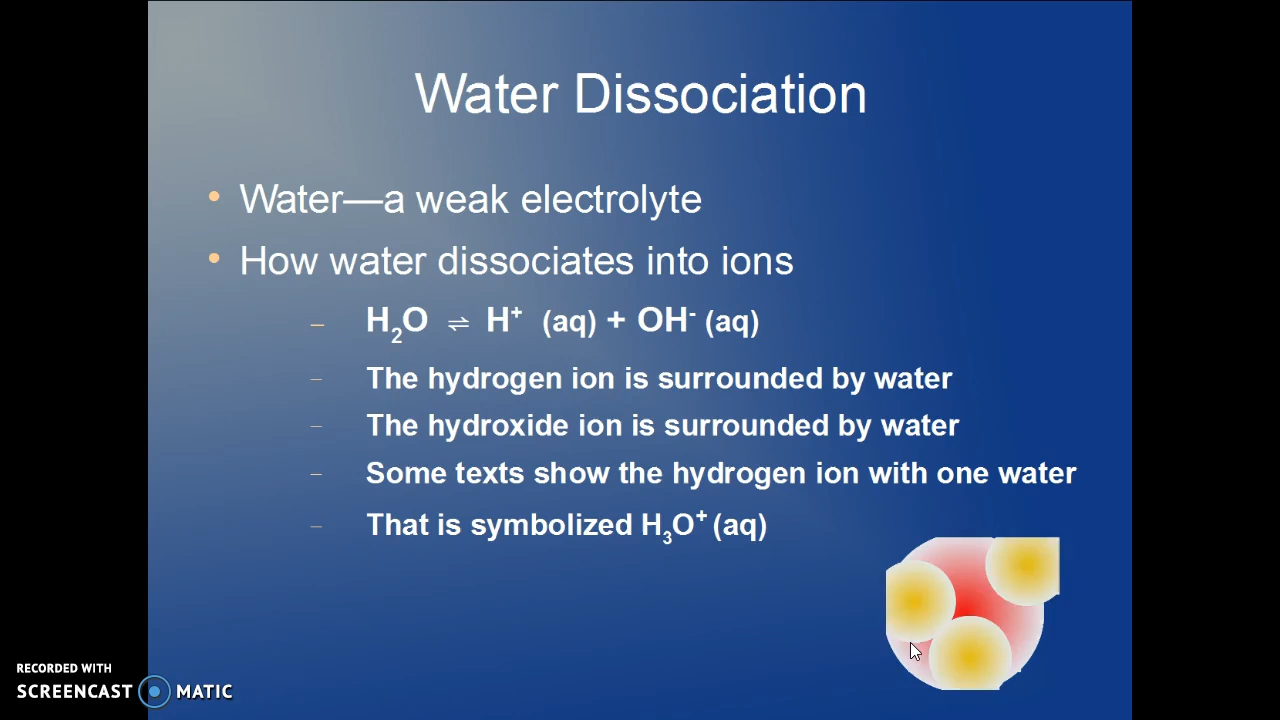 Water Dissociation
• Water—a weak electrolyte
• How water dissociates into ions
– H₂O ⇌ H⁺ (aq) + OH⁻ (aq)
– The hydrogen ion is surrounded by water
– The hydroxide ion is surrounded by water
– Some texts show the hydrogen ion with one water
– That is symbolized H₃O⁺ (aq)
RECORDED WITH
SCREENCAST MATIC